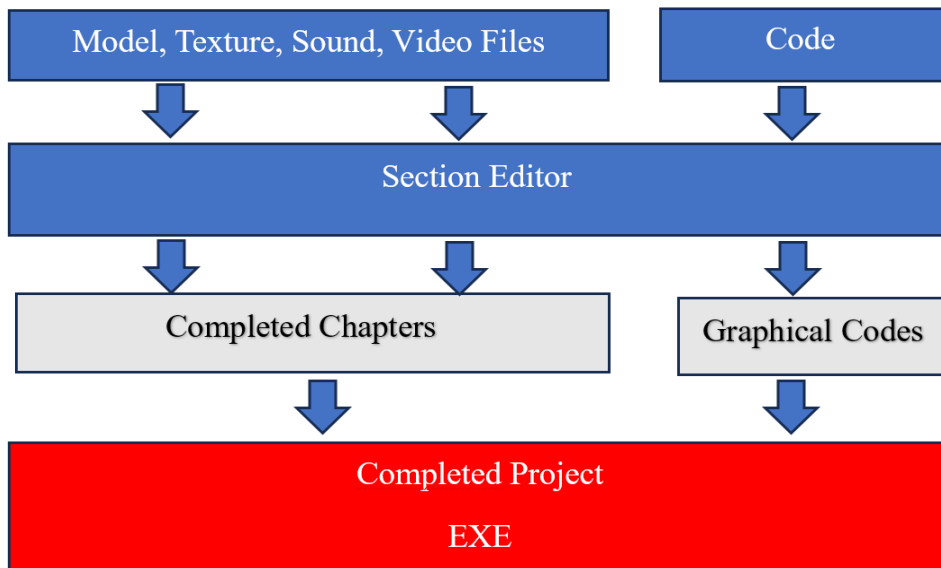 Model, Texture, Sound, Video Files
Code
Section Editor
Completed Chapters
Graphical Codes
Completed Project
EXE